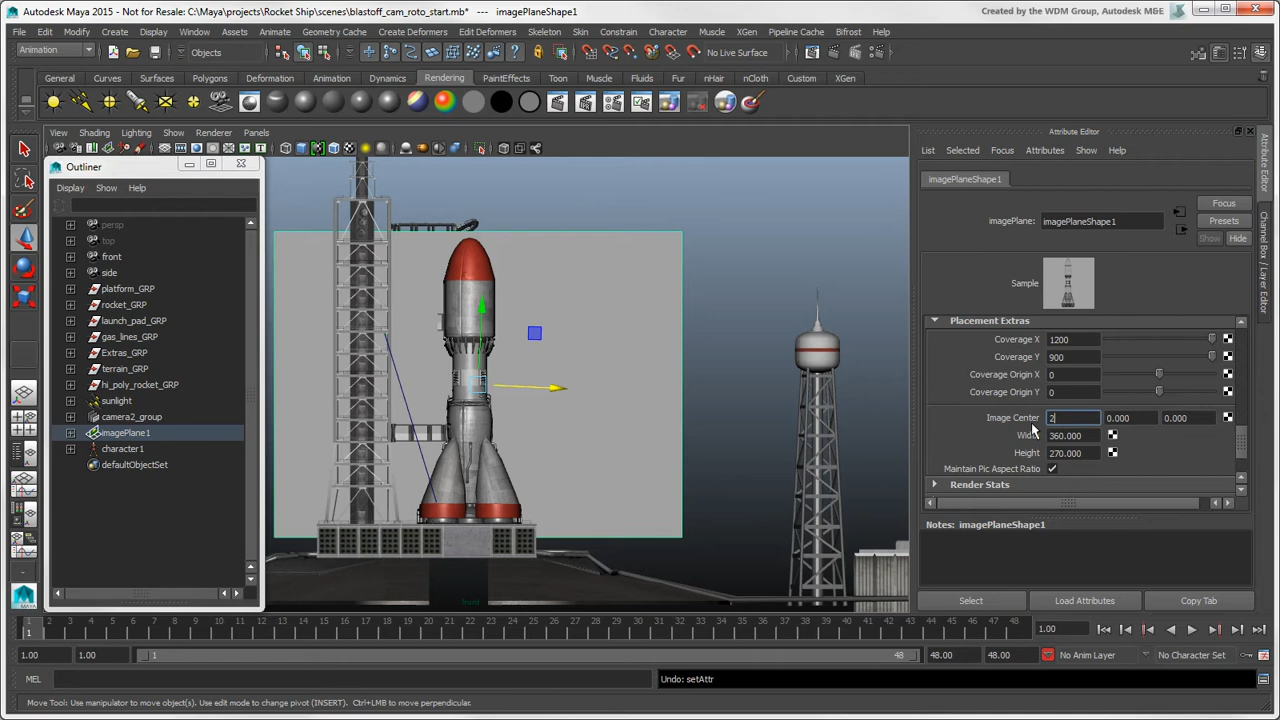 Autodesk Maya 2015 - Not for Resale: C:\Maya\projects\Rocket Ship\scenes\blastoff_cam_roto_start.mb* --- imagePlaneShape1
Created by the WDM Group, Autodesk M&E
File Edit Modify Create Display Window Assets Animate Geometry Cache Create Deformers Edit Deformers Skeleton Skin Constrain Character Muscle XGen Pipeline Cache Bifrost Help
Animation Objects No Live Surface
General Curves Surfaces Polygons Deformation Animation Dynamics Rendering PaintEffects Toon Muscle Fluids Fur nHair nCloth Custom XGen
View Shading Lighting Show Renderer Panels
Outliner
Display Show Help
persp
top
front
side
platform_GRP
rocket_GRP
launch_pad_GRP
gas_lines_GRP
Extras_GRP
terrain_GRP
hi_poly_rocket_GRP
sunlight
camera2_group
imagePlane1
character1
defaultObjectSet
front
Attribute Editor
List Selected Focus Attributes Show Help
imagePlaneShape1
Focus
imagePlane: imagePlaneShape1 Presets
Show Hide
Sample
Placement Extras
Coverage X 1200
Coverage Y 900
Coverage Origin X 0
Coverage Origin Y 0
Image Center 2 0.000 0.000
Width 360.000
Height 270.000
Maintain Pic Aspect Ratio
Render Stats
Notes: imagePlaneShape1
Select Load Attributes Copy Tab
Attribute Editor
Channel Box / Layer Editor
1 2 3 4 5 6 7 8 9 10 11 12 13 14 15 16 17 18 19 20 21 22 23 24 25 26 27 28 29 30 31 32 33 34 35 36 37 38 39 40 41 42 43 44 45 46 47 48
1 1.00
1.00 1.00 1 48 48.00 48.00 No Anim Layer No Character Set
MEL Undo: setAttr
Move Tool: Use manipulator to move object(s). Use edit mode to change pivot (INSERT). Ctrl+LMB to move perpendicular.